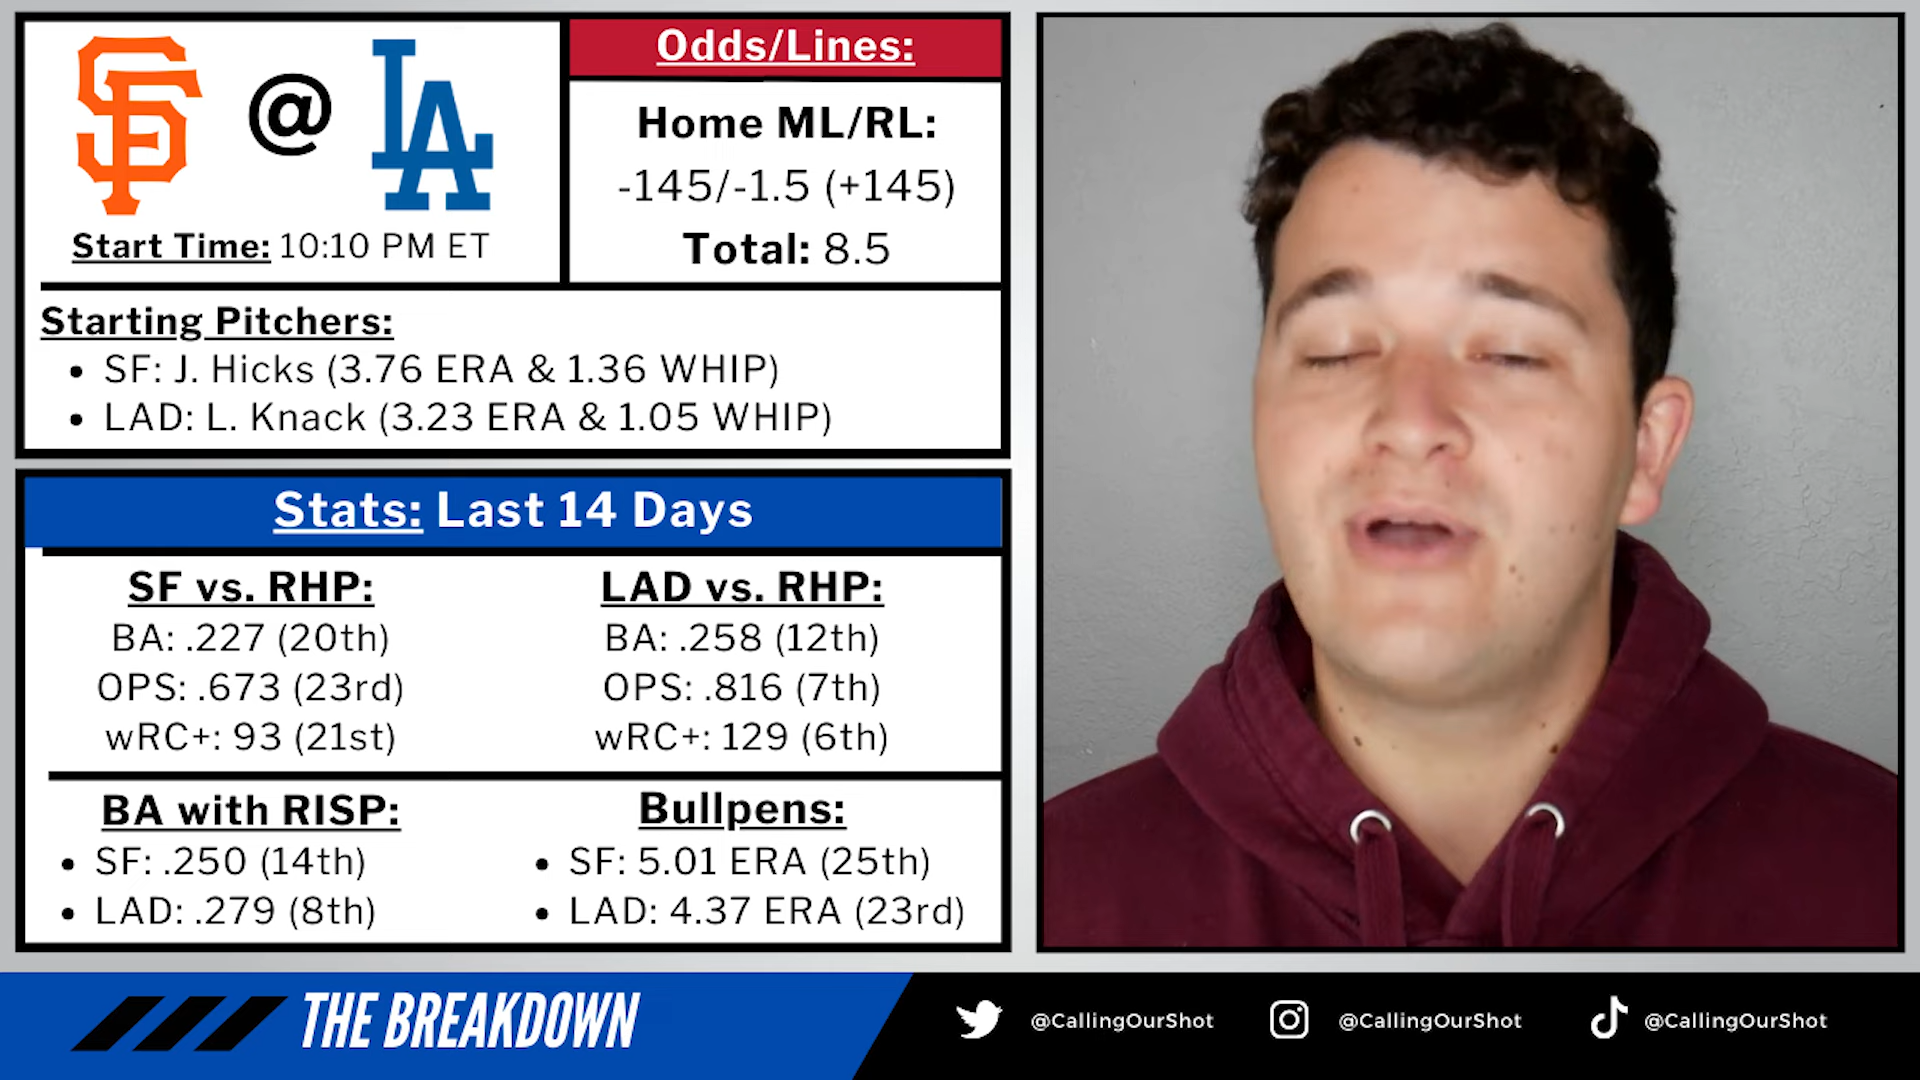 SF @ LA
Start Time: 10:10 PM ET
Odds/Lines:
Home ML/RL:
-145/-1.5 (+145)
Total: 8.5
Starting Pitchers:
• SF: J. Hicks (3.76 ERA & 1.36 WHIP)
• LAD: L. Knack (3.23 ERA & 1.05 WHIP)
Stats: Last 14 Days
SF vs. RHP:
BA: .227 (20th)
OPS: .673 (23rd)
wRC+: 93 (21st)
LAD vs. RHP:
BA: .258 (12th)
OPS: .816 (7th)
wRC+: 129 (6th)
BA with RISP:
• SF: .250 (14th)
• LAD: .279 (8th)
Bullpens:
• SF: 5.01 ERA (25th)
• LAD: 4.37 ERA (23rd)
THE BREAKDOWN
@CallingOurShot
@CallingOurShot
@CallingOurShot